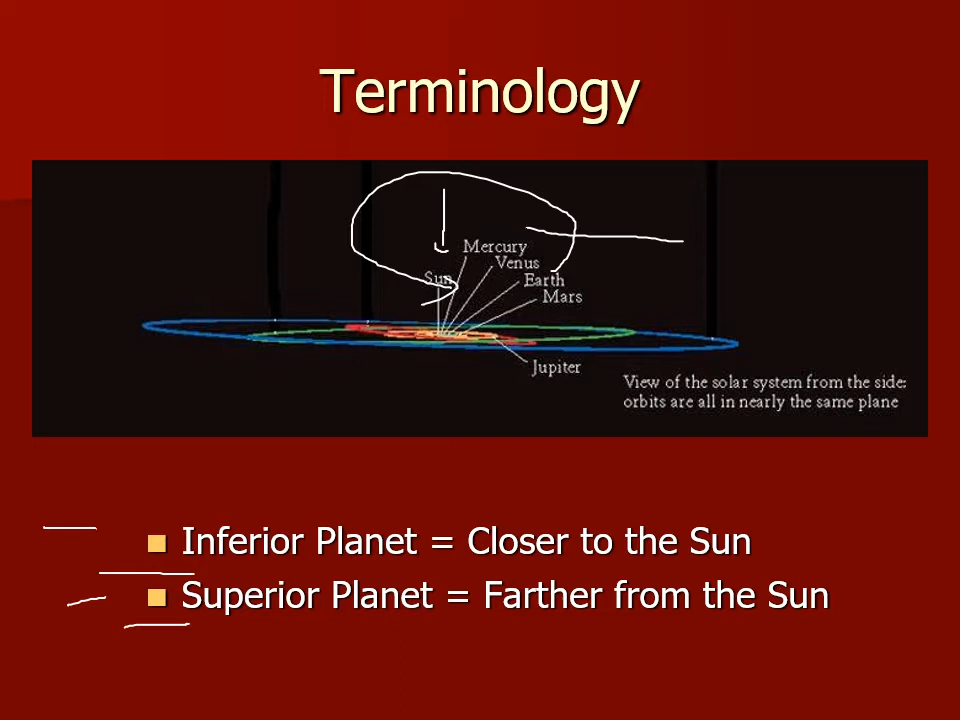 Terminology
Mercury
Venus
Sun
Earth
Mars
Jupiter
View of the solar system from the side:
orbits are all in nearly the same plane
Inferior Planet = Closer to the Sun
Superior Planet = Farther from the Sun